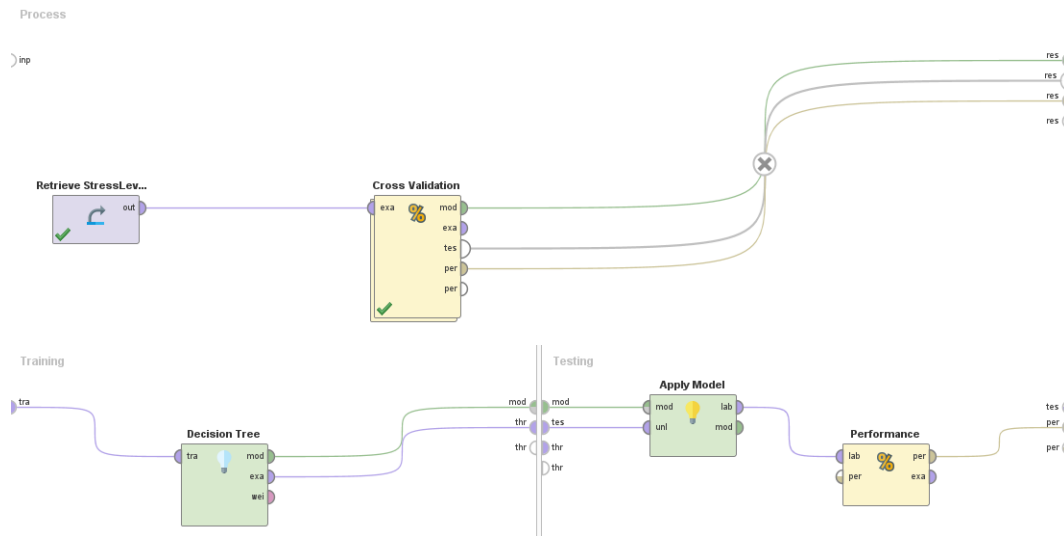 Process
inp
res
res
res
res
Retrieve StressLev...
out
Cross Validation
exa
mod
exa
tes
per
per
Training
tra
mod
thr
thr
Decision Tree
tra
mod
exa
wei
Testing
mod
tes
thr
thr
Apply Model
mod
lab
unl
mod
Performance
lab
per
per
exa
tes
per
per